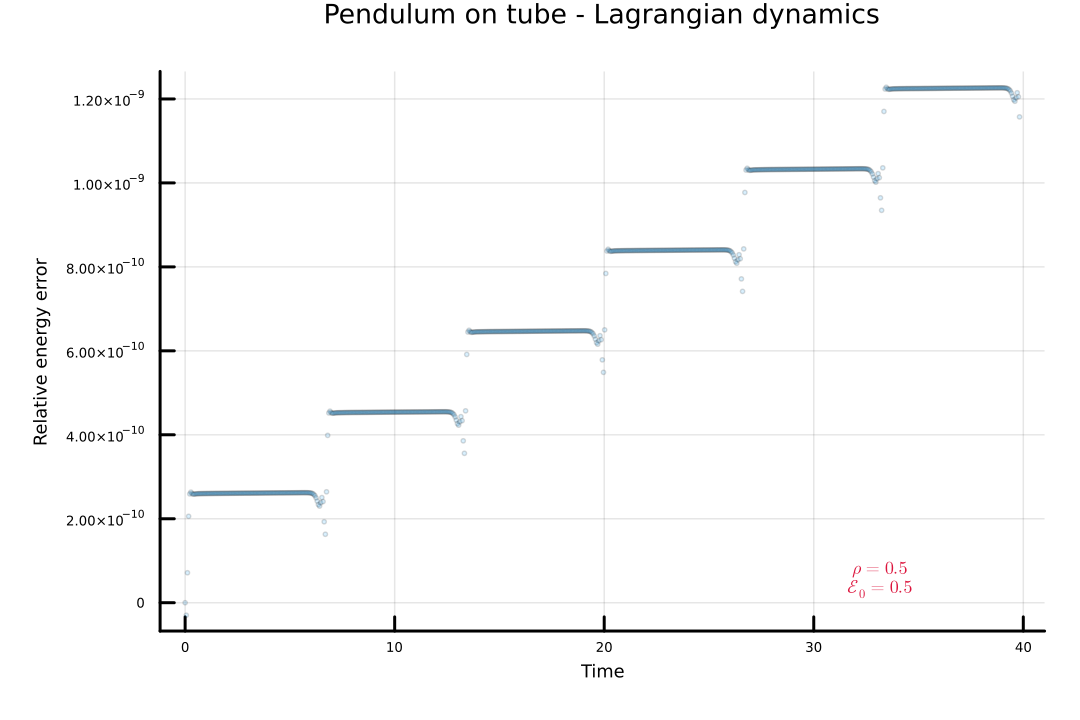 Pendulum on tube - Lagrangian dynamics
Relative energy error
1.20×10⁻⁹
1.00×10⁻⁹
8.00×10⁻¹⁰
6.00×10⁻¹⁰
4.00×10⁻¹⁰
2.00×10⁻¹⁰
0
ρ = 0.5
ℰ₀ = 0.5
0 10 20 30 40
Time